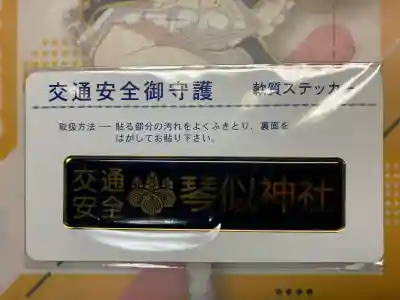 交通安全御守護 軟質ステッカー
取扱方法 ― 貼る部分の汚れをよくふきとり、裏面を
はがしてお貼り下さい。
交通
安全
琴似神社